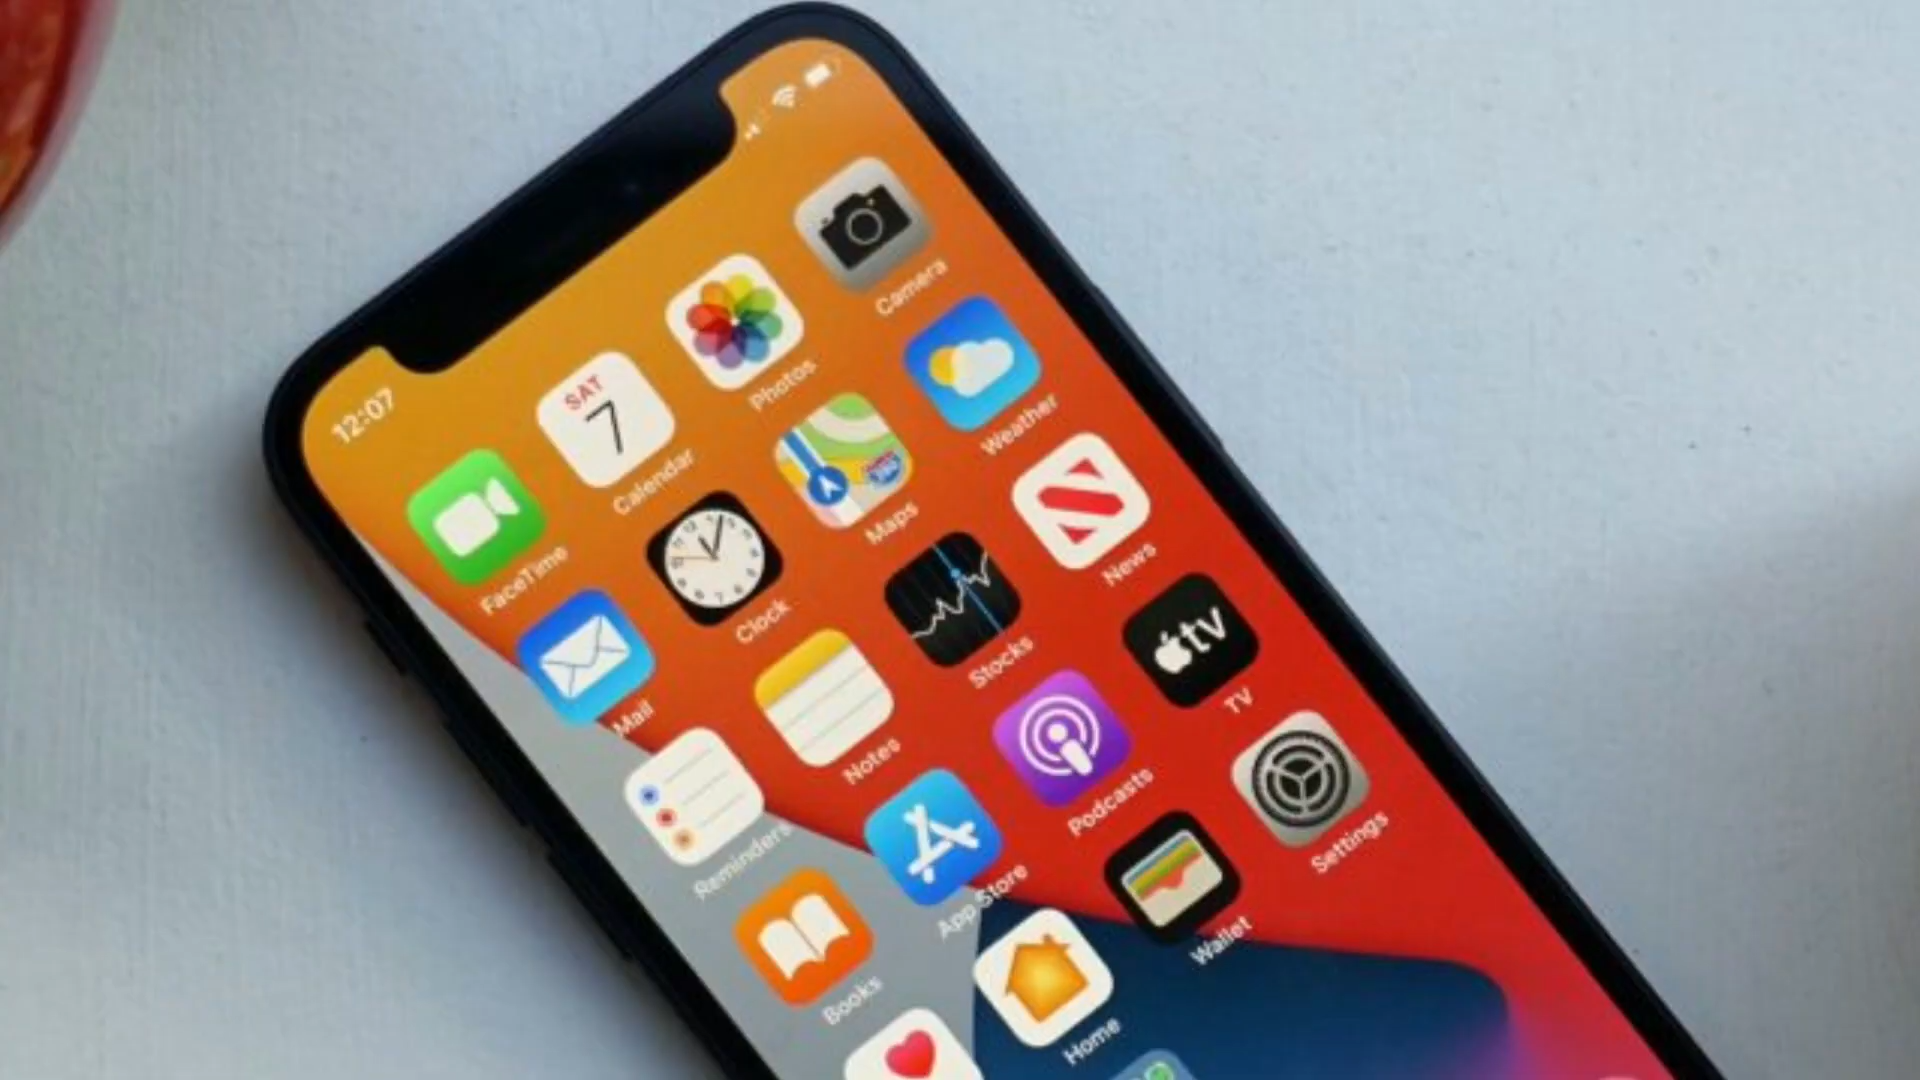 12:07
FaceTime
SAT
7
Calendar
Photos
Camera
Mail
Clock
Maps
Weather
Reminders
Notes
Stocks
News
Books
App Store
Podcasts
tv
TV
Home
Wallet
Settings